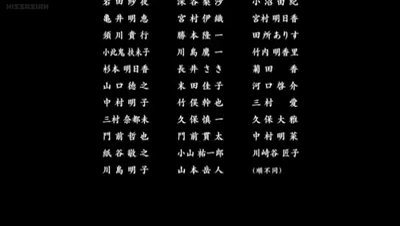 亀井明恵 宮村伊織 宮村明日香
須川貴行 勝本隆一 田所ありす
小此鬼扶未子 川島鷹一 竹内明香里
杉本明日香 長井さき 菊田香
山口徳之 末田佳子 河口啓介
中村明子 竹俣幹也 三村愛
三村奈都未 久保慎一 久保大雅
門前哲也 門前貫太 中村明菜
紙谷敬之 小山祐一郎 川崎谷匠子
川島明子 山本岳人 (順不同)